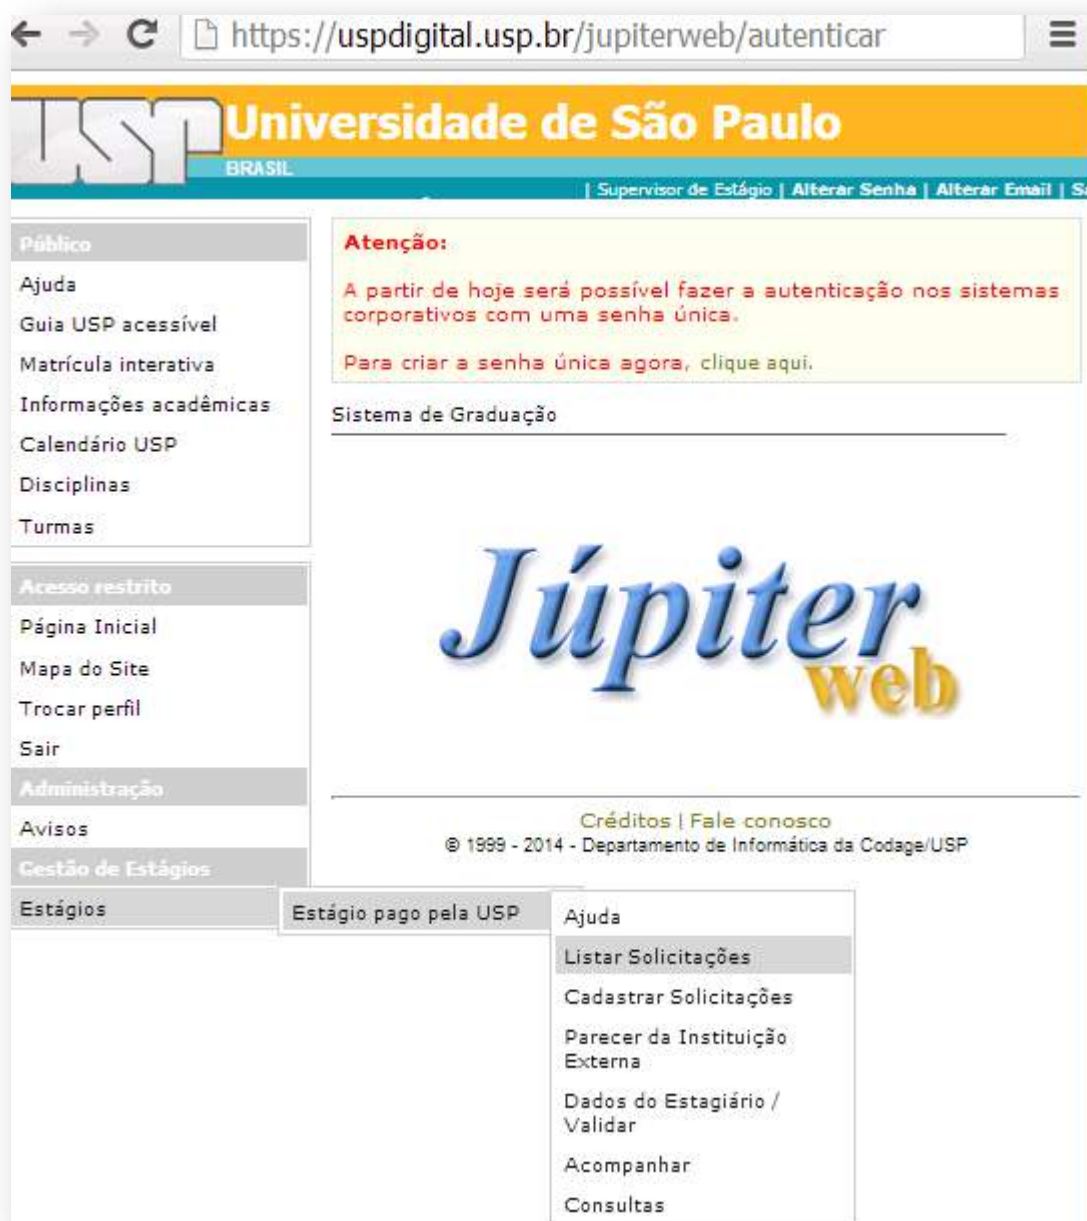 https://uspdigital.usp.br/jupiterweb/autenticar
USP
Universidade de São Paulo
BRASIL
| Supervisor de Estágio | Alterar Senha | Alterar Email |
Público
Ajuda
Guia USP acessível
Matrícula interativa
Informações acadêmicas
Calendário USP
Disciplinas
Turmas
Acesso restrito
Página Inicial
Mapa do Site
Trocar perfil
Sair
Administração
Avisos
Gestão de Estágios
Estágios
Atenção:
A partir de hoje será possível fazer a autenticação nos sistemas
corporativos com uma senha única.
Para criar a senha única agora, clique aqui.
Sistema de Graduação
Júpiter
web
Créditos | Fale conosco
© 1999 - 2014 - Departamento de Informática da Codage/USP
Estágio pago pela USP
Ajuda
Listar Solicitações
Cadastrar Solicitações
Parecer da Instituição
Externa
Dados do Estagiário /
Validar
Acompanhar
Consultas